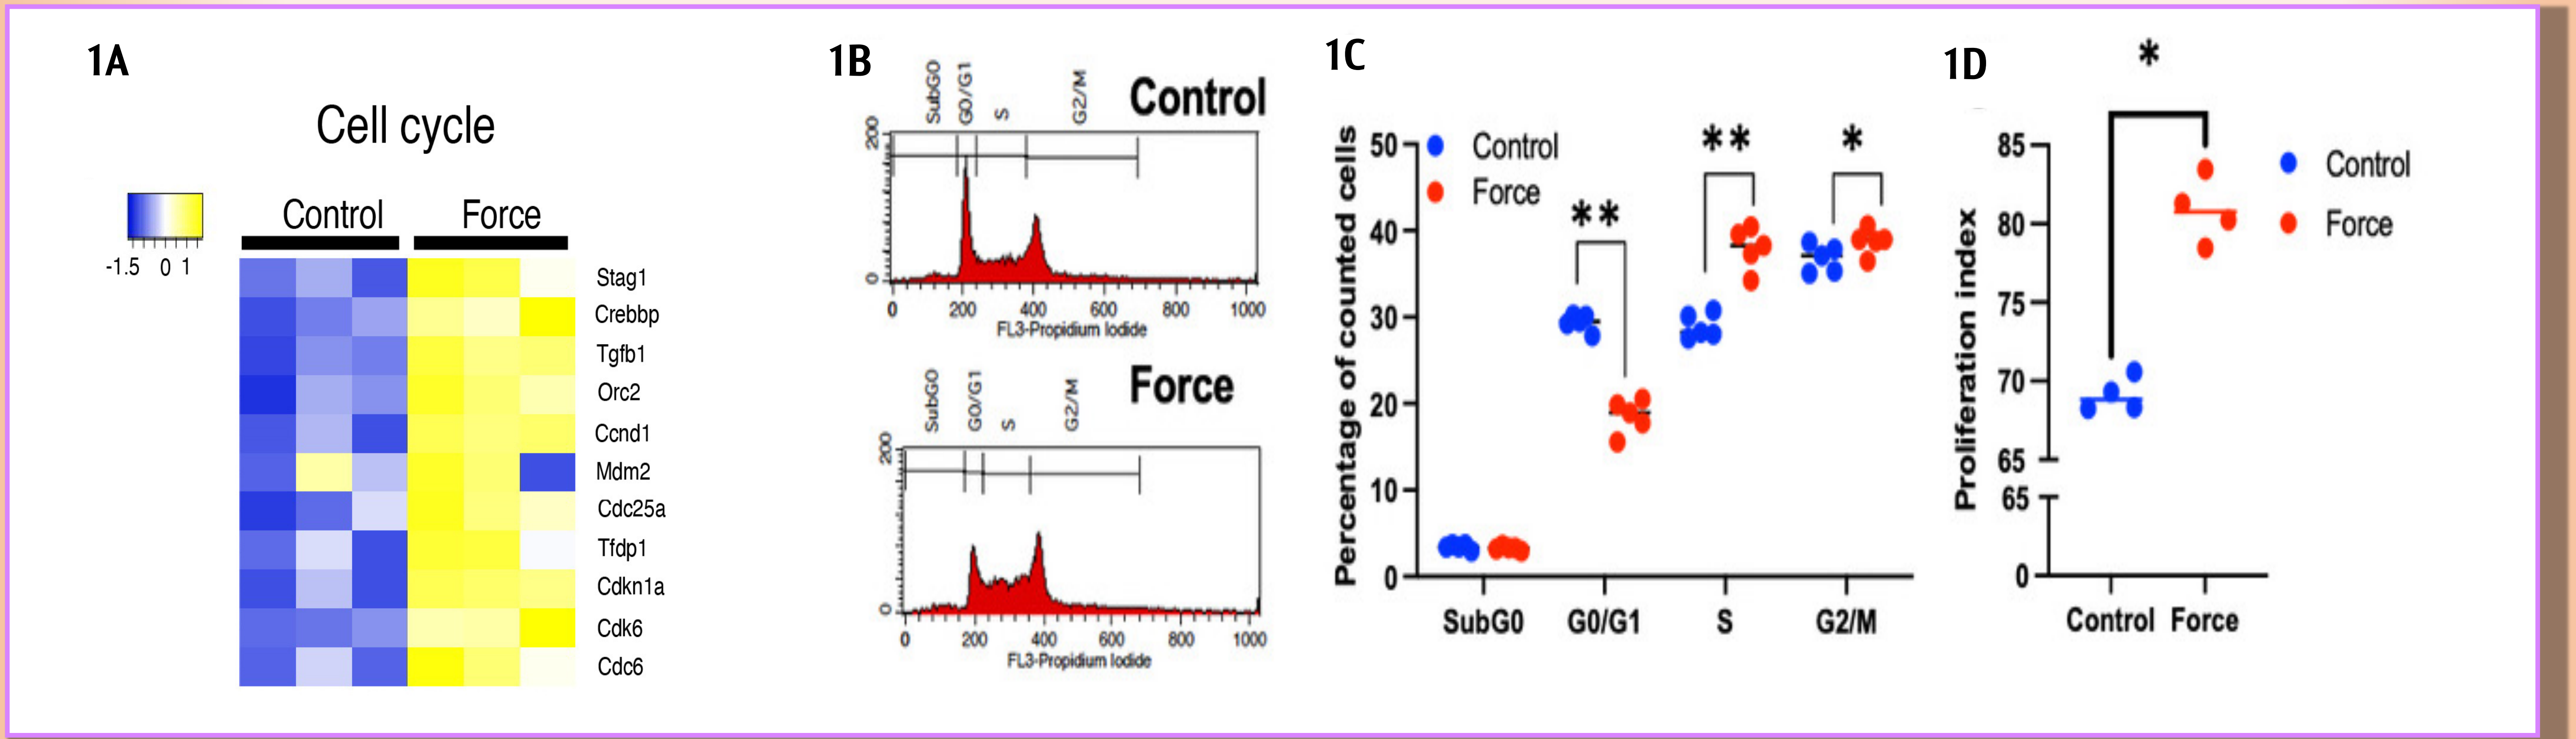 1A
Cell cycle
Control Force
-1.5 0 1
Stag1
Crebbp
Tgfb1
Orc2
Ccnd1
Mdm2
Cdc25a
Tfdp1
Cdkn1a
Cdk6
Cdc6
1B
SubG0
G0/G1
S
G2/M
Control
200
0
0 200 400 600 800 1000
FL3-Propidium Iodide
SubG0
G0/G1
S
G2/M
Force
200
0
0 200 400 600 800 1000
FL3-Propidium Iodide
1C
Percentage of counted cells
50
40
30
20
10
0
Control
Force
**
**
*
SubG0 G0/G1 S G2/M
1D
*
Proliferation index
85
80
75
70
65
65
0
Control
Force
Control Force